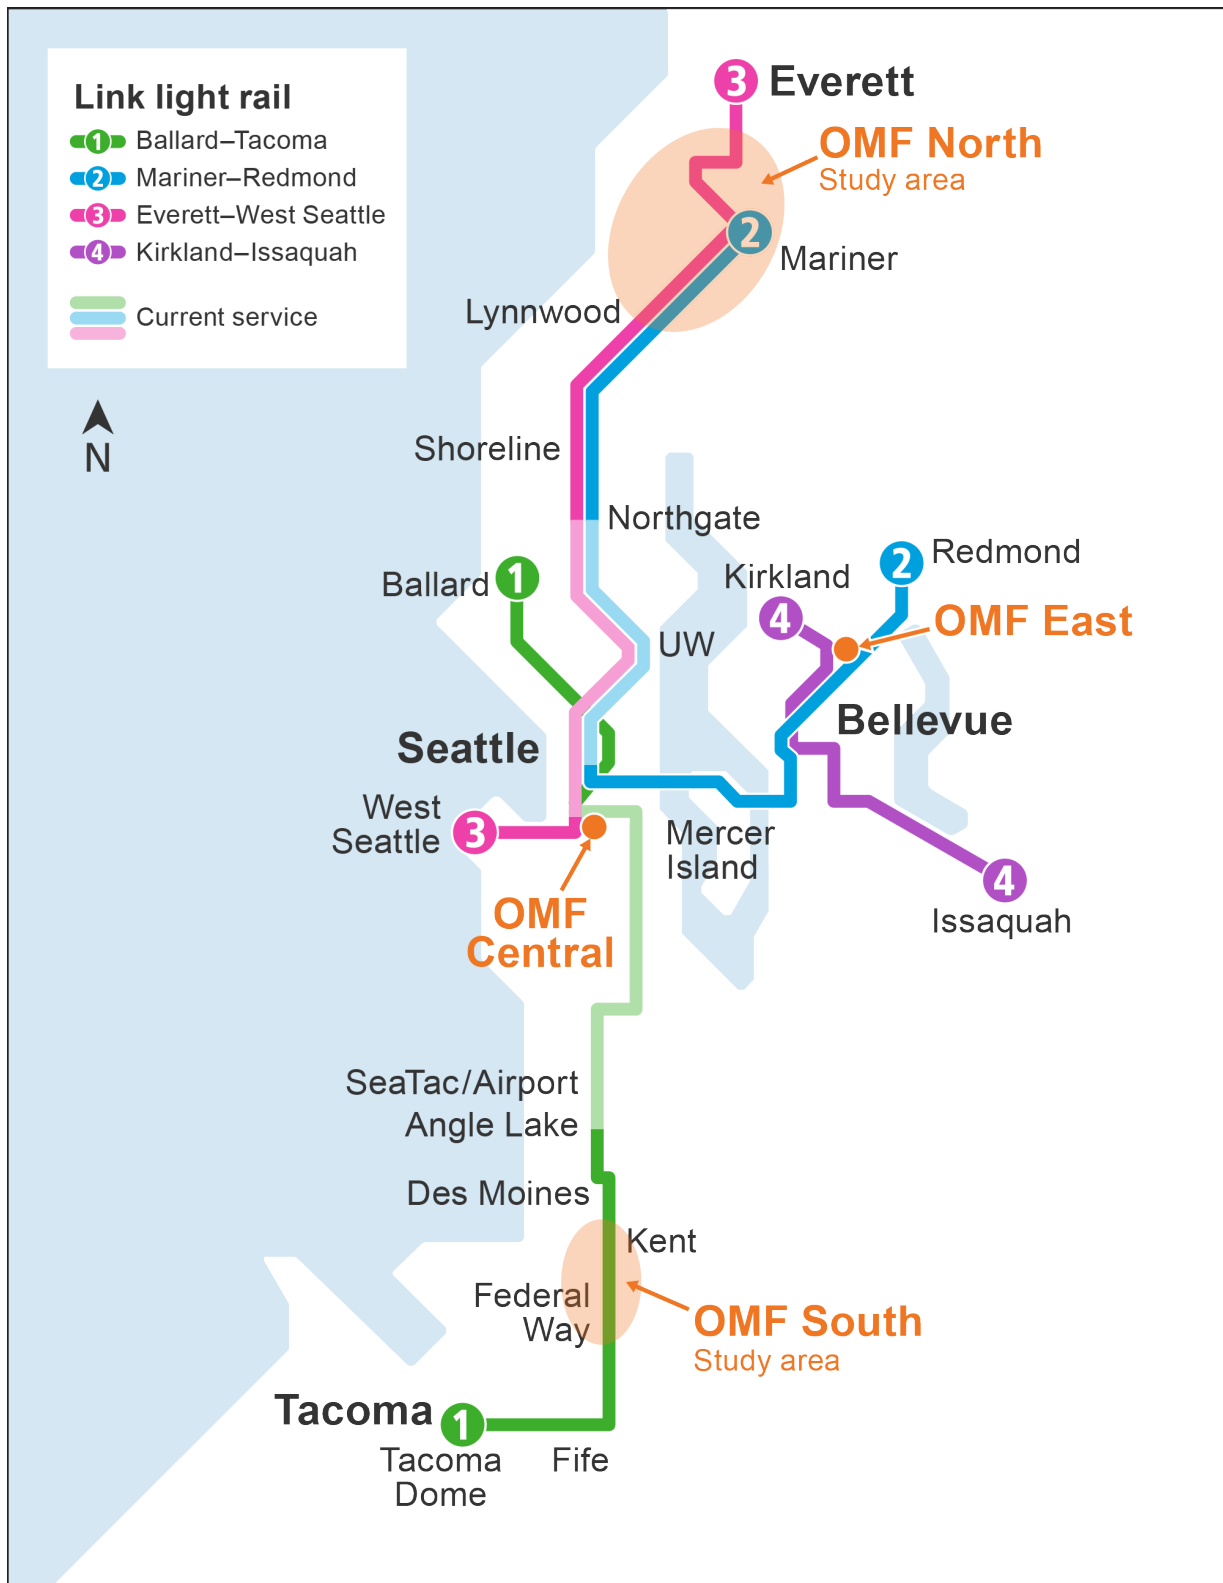 Link light rail
1 Ballard–Tacoma
2 Mariner–Redmond
3 Everett–West Seattle
4 Kirkland–Issaquah
Current service
N
3 Everett
OMF North
Study area
2
Mariner
Lynnwood
Shoreline
Northgate
Ballard 1
UW
Kirkland
4
2 Redmond
OMF East
Bellevue
Seattle
West
Seattle
3
Mercer
Island
OMF
Central
4
Issaquah
SeaTac/Airport
Angle Lake
Des Moines
Kent
Federal
Way
OMF South
Study area
Tacoma
1
Tacoma
Dome
Fife